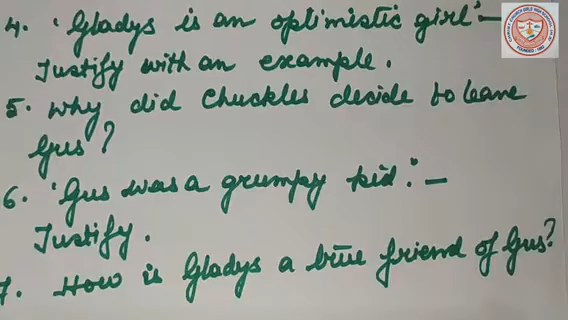 4. 'Gladys is an optimistic girl' –
Justify with an example.
5. Why did Chuckles decide to leave
Gus?
6. 'Gus was a grumpy kid.' –
Justify.
7. How is Gladys a true friend of Gus?